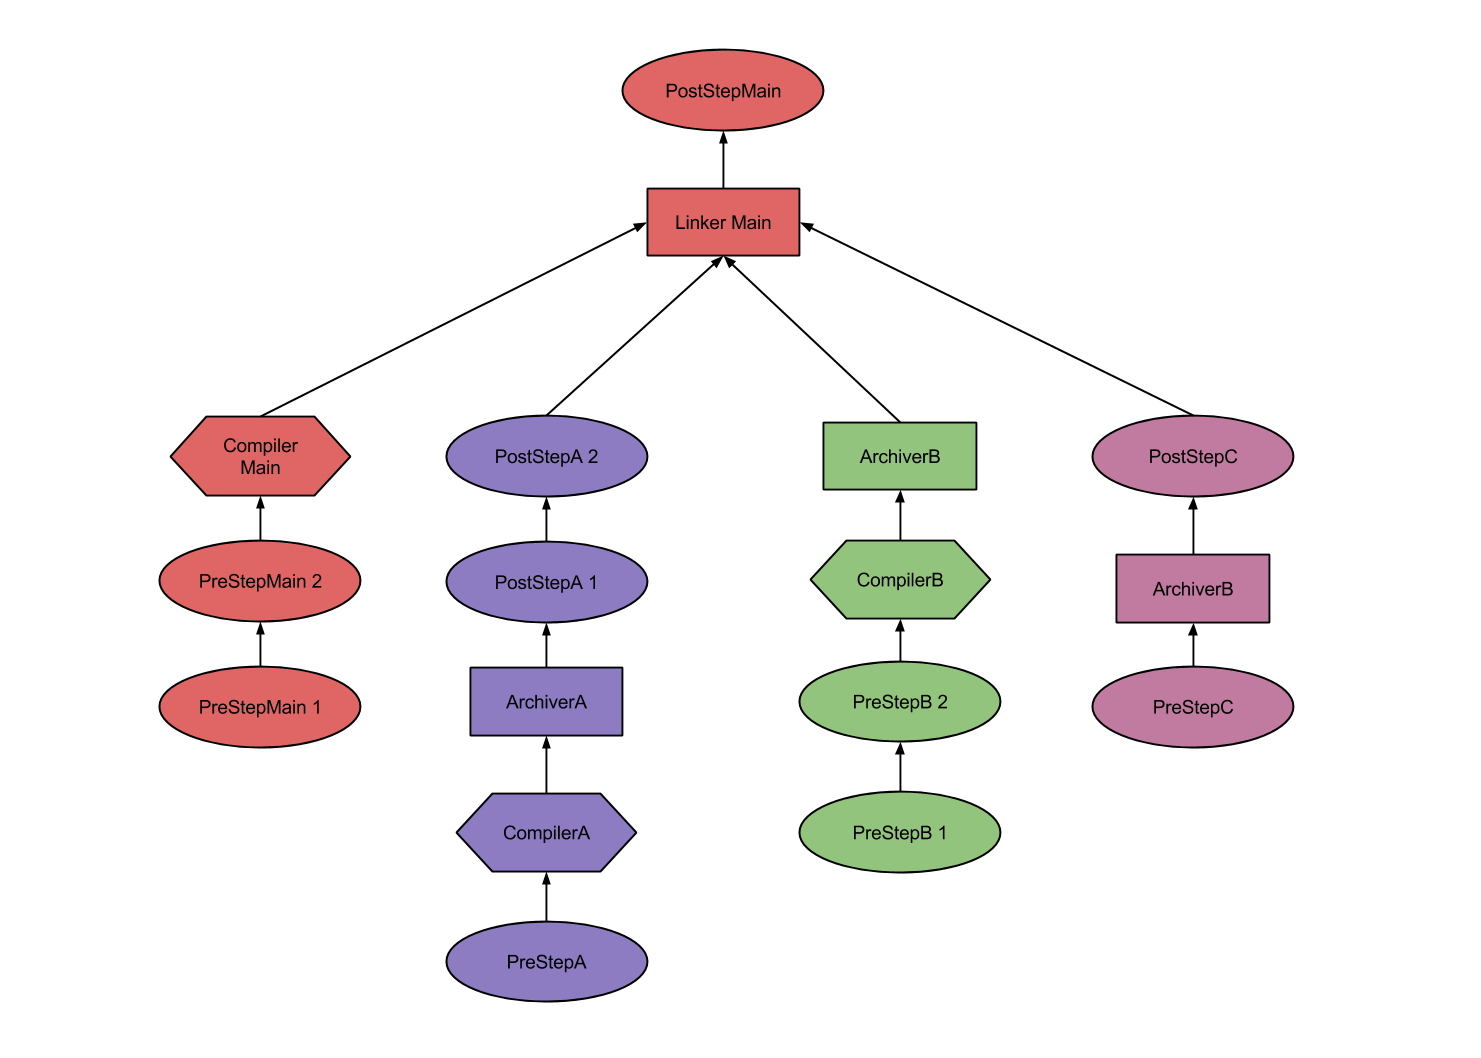 PostStepMain
Linker Main
Compiler
Main
PostStepA 2
ArchiverB
PostStepC
PreStepMain 2
PostStepA 1
CompilerB
ArchiverB
PreStepMain 1
ArchiverA
PreStepB 2
PreStepC
CompilerA
PreStepB 1
PreStepA